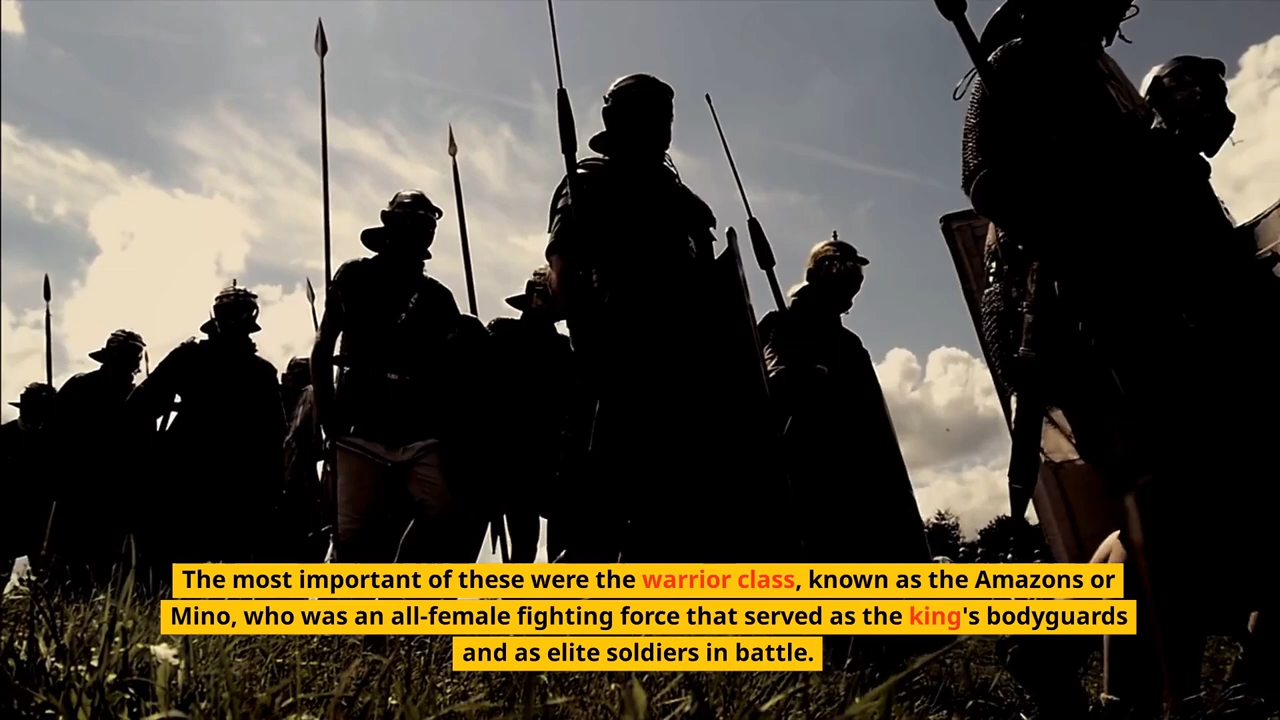 The most important of these were the warrior class, known as the Amazons or
Mino, who was an all-female fighting force that served as the king's bodyguards
and as elite soldiers in battle.